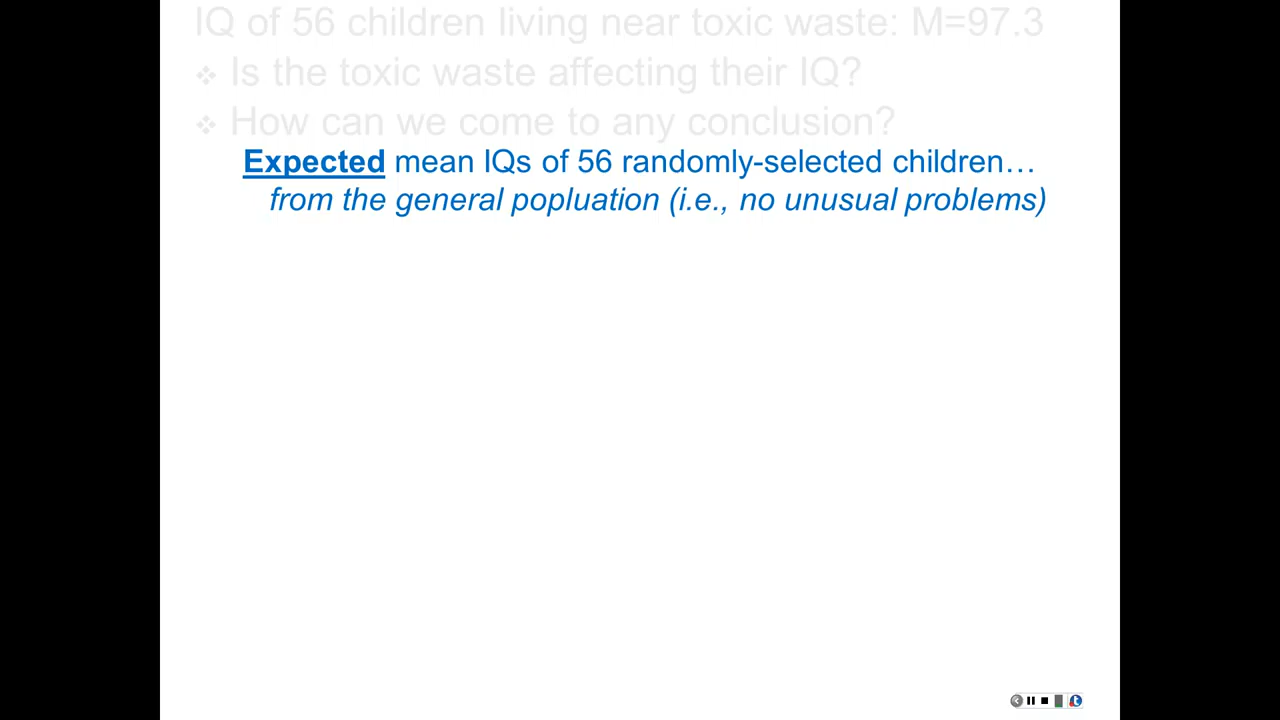 IQ of 56 children living near toxic waste: M=97.3
❖ Is the toxic waste affecting their IQ?
❖ How can we come to any conclusion?
Expected mean IQs of 56 randomly-selected children…
from the general popluation (i.e., no unusual problems)